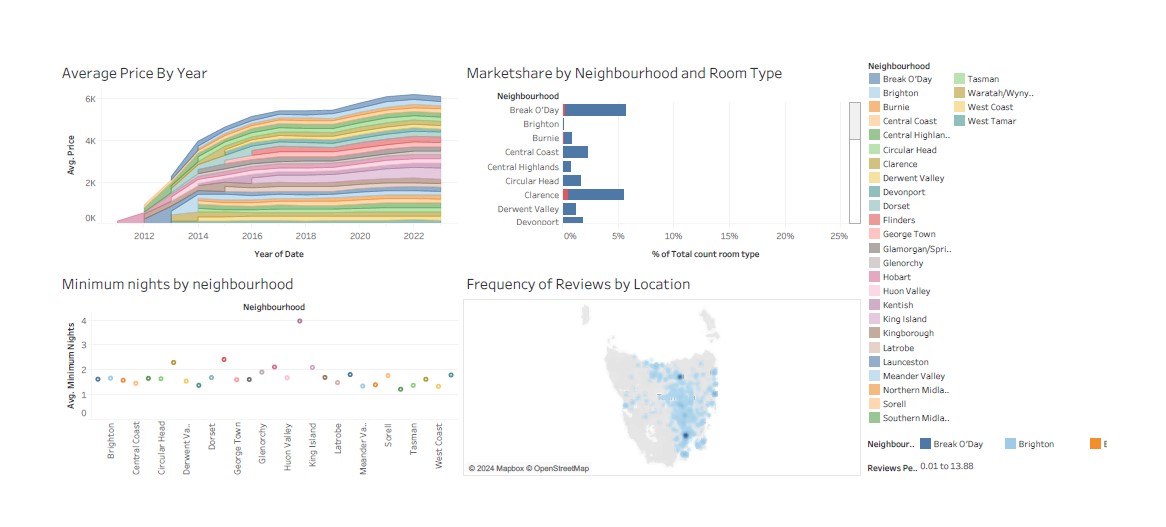 Average Price By Year
Avg. Price
6K
4K
2K
0K
2012 2014 2016 2018 2020 2022
Year of Date
Marketshare by Neighbourhood and Room Type
Neighbourhood
Break O'Day
Brighton
Burnie
Central Coast
Central Highlands
Circular Head
Clarence
Derwent Valley
Devonport
0% 5% 10% 15% 20% 25%
% of Total count room type
Minimum nights by neighbourhood
Neighbourhood
Avg. Minimum Nights
4
3
2
1
0
Brighton
Central Coast
Circular Head
Derwent Va..
Dorset
George Town
Glenorchy
Huon Valley
King Island
Latrobe
Meander Va..
Sorell
Tasman
West Coast
Frequency of Reviews by Location
© 2024 Mapbox © OpenStreetMap
Neighbourhood
Break O'Day
Brighton
Burnie
Central Coast
Central Highlan..
Circular Head
Clarence
Derwent Valley
Devonport
Dorset
Flinders
George Town
Glamorgan/Spri..
Glenorchy
Hobart
Huon Valley
Kentish
King Island
Kingborough
Latrobe
Launceston
Meander Valley
Northern Midla..
Sorell
Southern Midla..
Tasman
Waratah/Wyny..
West Coast
West Tamar
Neighbour.. Break O'Day Brighton
Reviews Pe.. 0.01 to 13.88